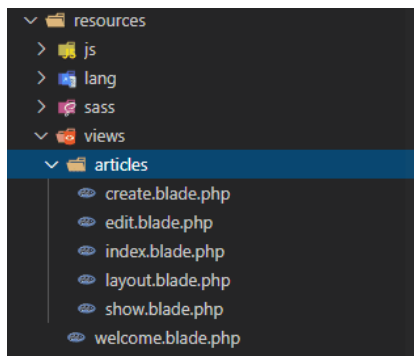 resources
js
lang
sass
views
articles
create.blade.php
edit.blade.php
index.blade.php
layout.blade.php
show.blade.php
welcome.blade.php